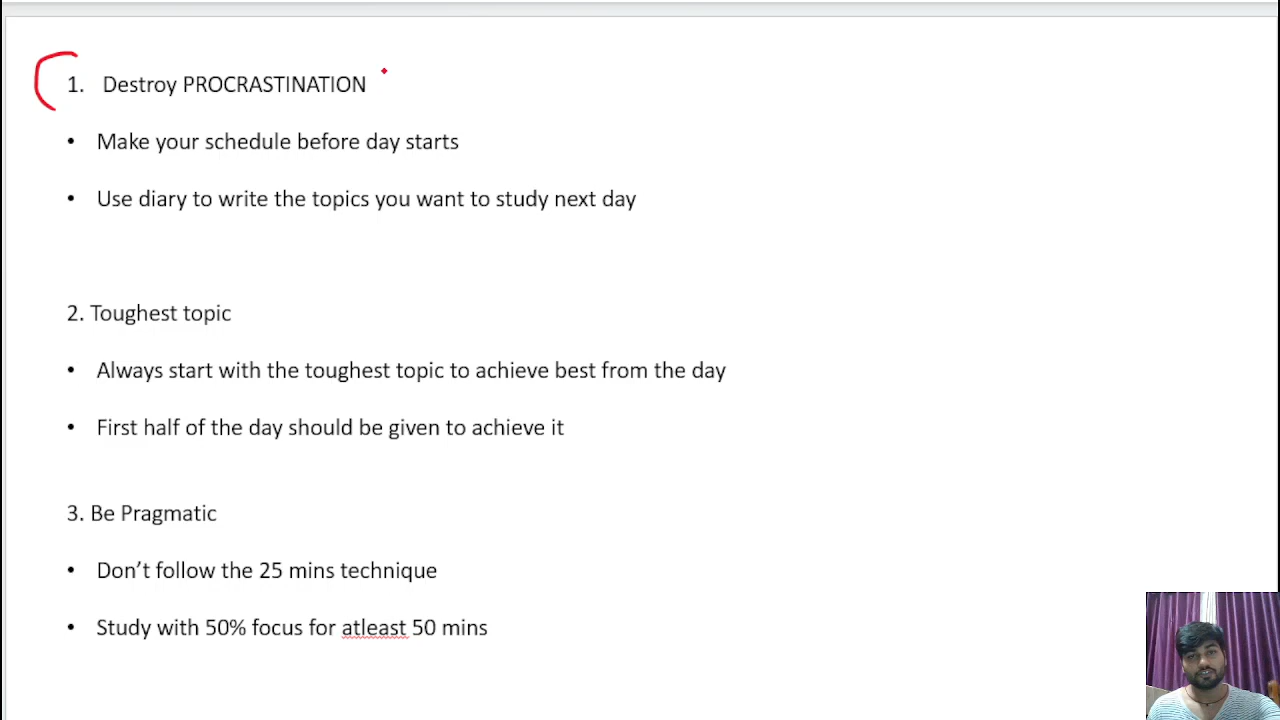 1. Destroy PROCRASTINATION
• Make your schedule before day starts
• Use diary to write the topics you want to study next day
2. Toughest topic
• Always start with the toughest topic to achieve best from the day
• First half of the day should be given to achieve it
3. Be Pragmatic
• Don’t follow the 25 mins technique
• Study with 50% focus for atleast 50 mins